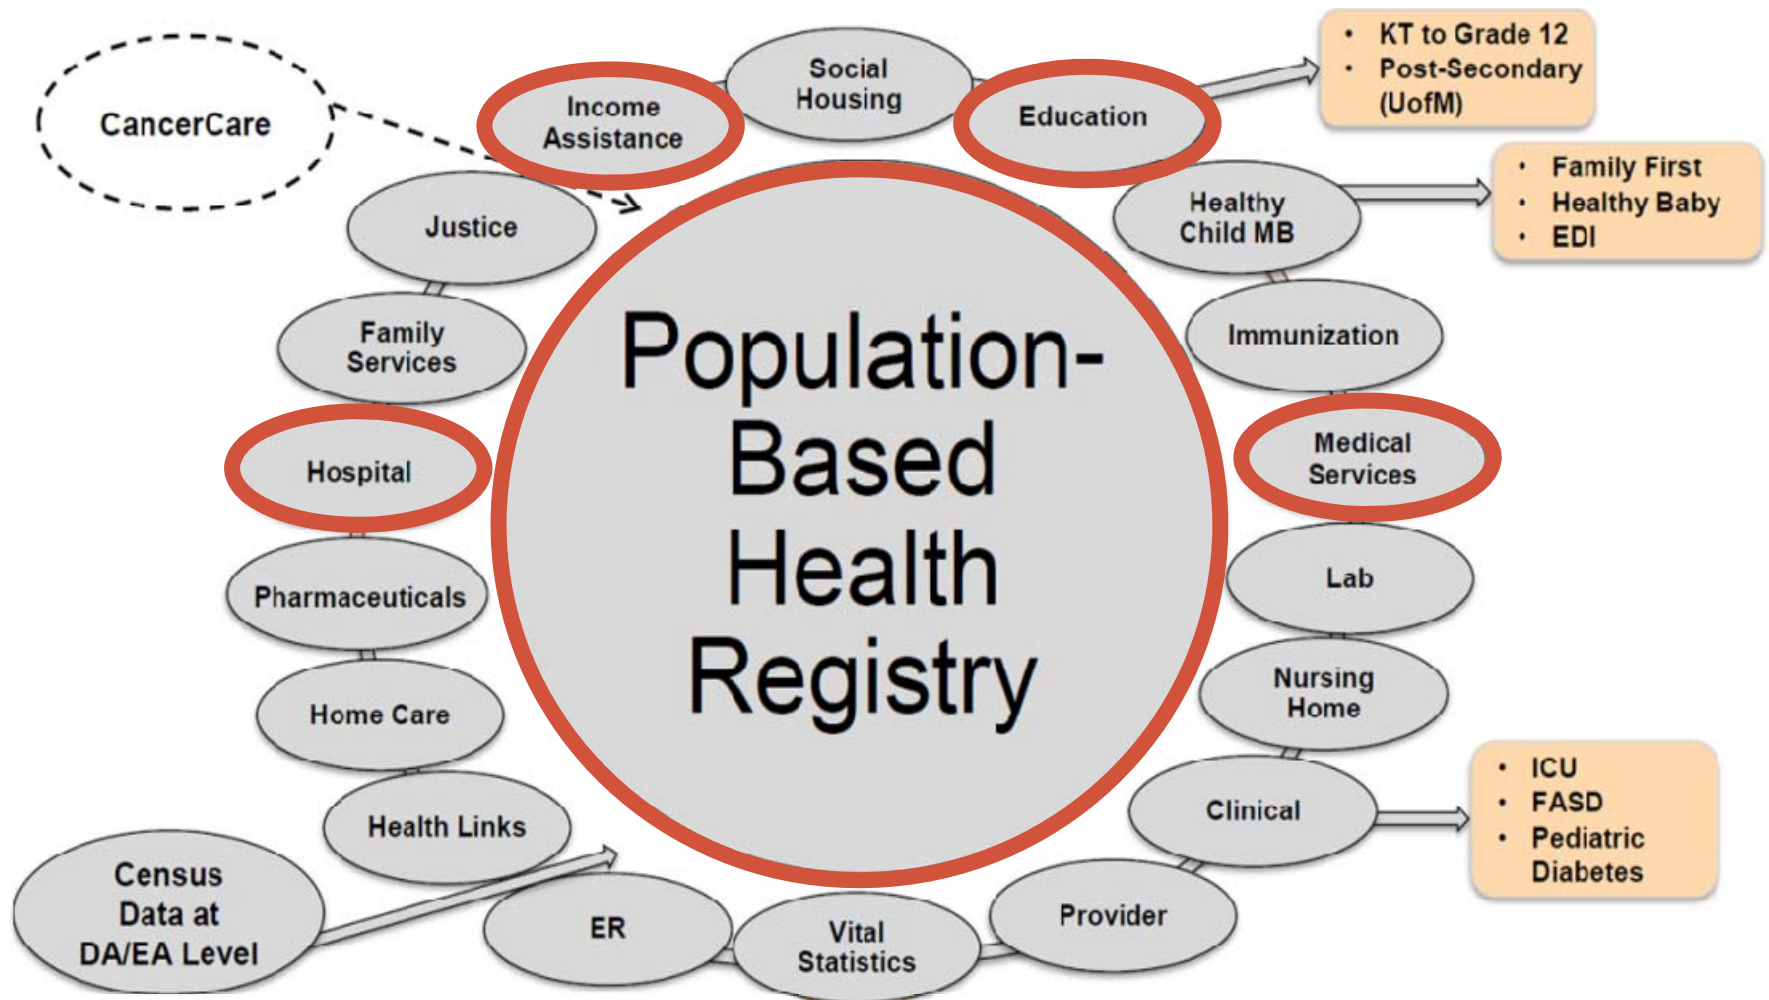 CancerCare
Income
Assistance
Social
Housing
Education
• KT to Grade 12
• Post-Secondary
(UofM)
Healthy
Child MB
• Family First
• Healthy Baby
• EDI
Justice
Family
Services
Immunization
Hospital
Medical
Services
Pharmaceuticals
Lab
Home Care
Nursing
Home
Health Links
Clinical
• ICU
• FASD
• Pediatric
Diabetes
Census
Data at
DA/EA Level
ER
Vital
Statistics
Provider
Population-
Based
Health
Registry